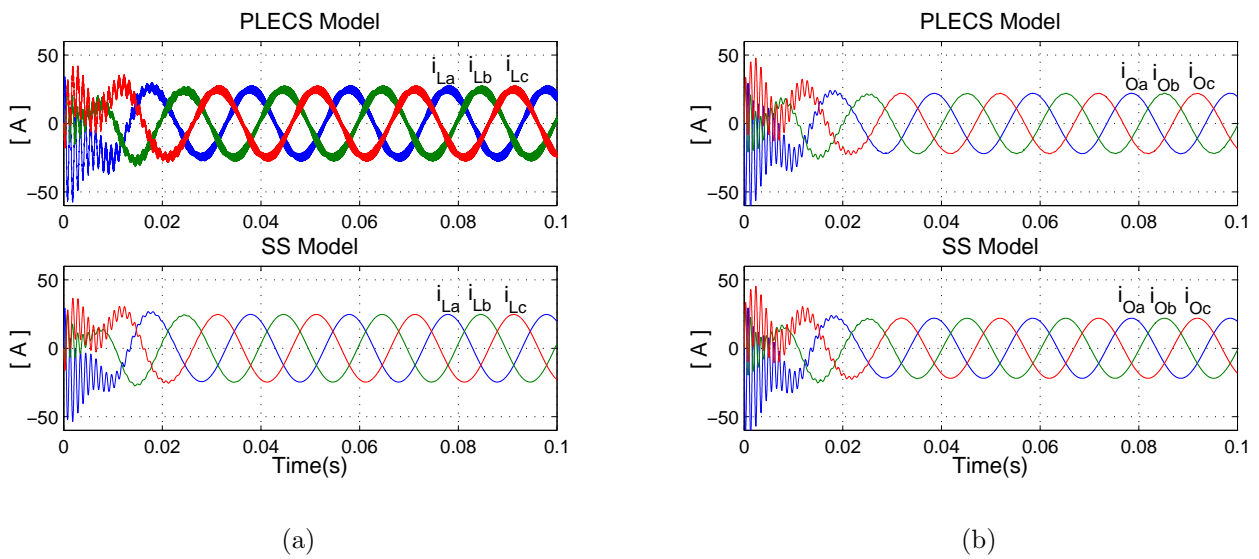 PLECS Model
50
0
−50
[ A ]
i_La i_Lb i_Lc
0 0.02 0.04 0.06 0.08 0.1
SS Model
50
0
−50
[ A ]
i_La i_Lb i_Lc
0 0.02 0.04 0.06 0.08 0.1
Time(s)
(a)
PLECS Model
50
0
−50
[ A ]
i_Oa i_Ob i_Oc
0 0.02 0.04 0.06 0.08 0.1
SS Model
50
0
−50
[ A ]
i_Oa i_Ob i_Oc
0 0.02 0.04 0.06 0.08 0.1
Time(s)
(b)